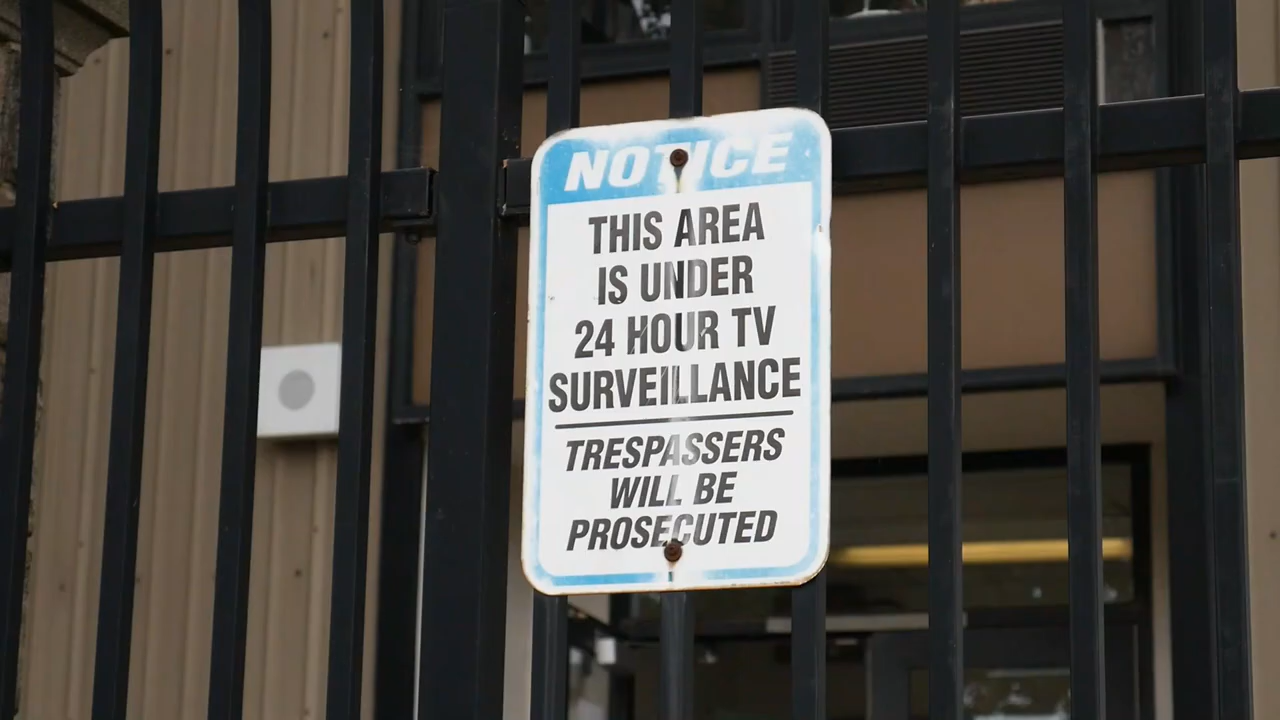 NOTICE
THIS AREA
IS UNDER
24 HOUR TV
SURVEILLANCE
TRESPASSERS
WILL BE
PROSECUTED